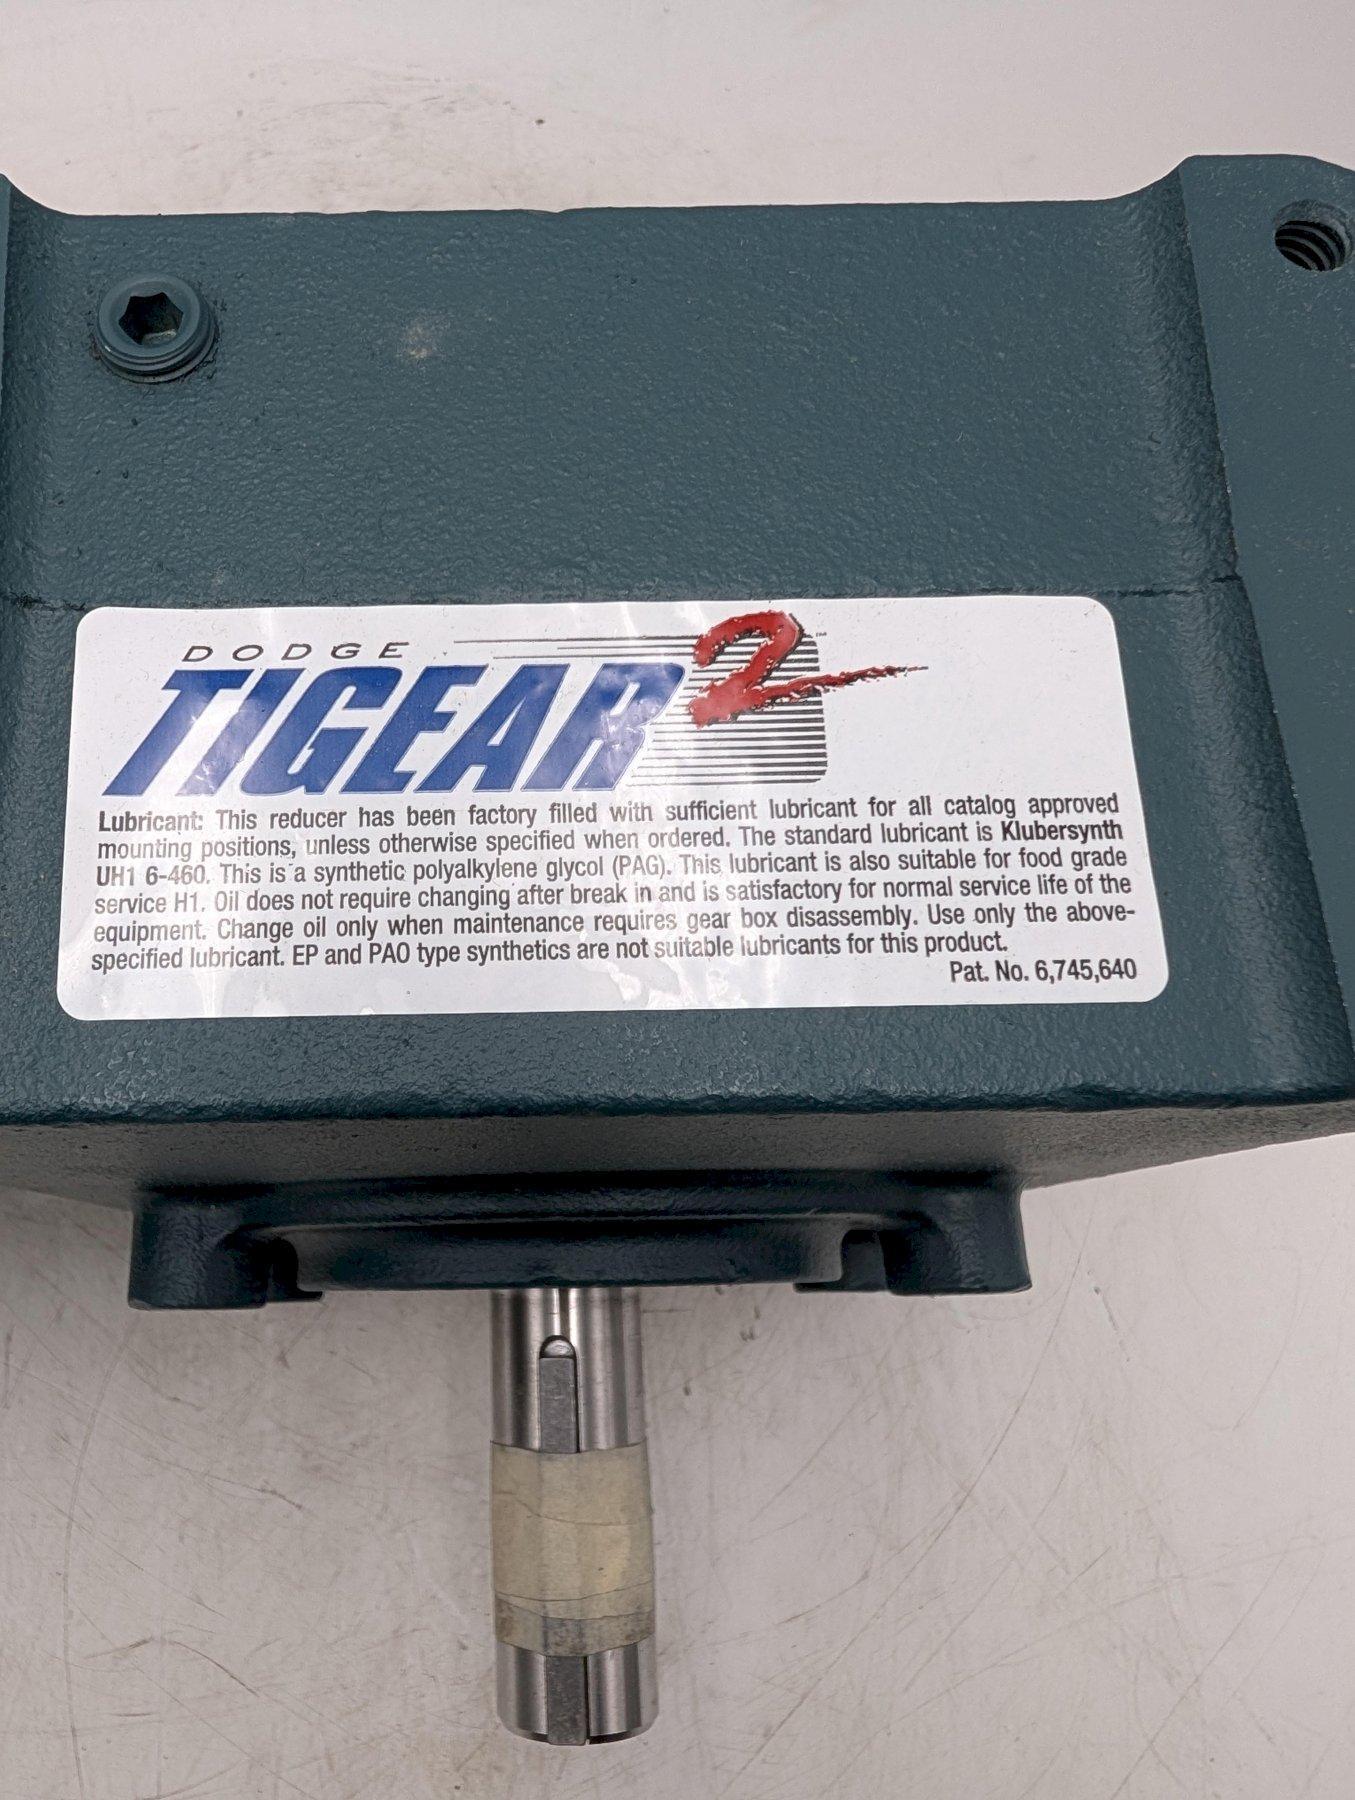 DODGE
TIGEAR 2™
Lubricant: This reducer has been factory filled with sufficient lubricant for all catalog approved
mounting positions, unless otherwise specified when ordered. The standard lubricant is Klubersynth
UH1 6-460. This is a synthetic polyalkylene glycol (PAG). This lubricant is also suitable for food grade
service H1. Oil does not require changing after break in and is satisfactory for normal service life of the
equipment. Change oil only when maintenance requires gear box disassembly. Use only the above-
specified lubricant. EP and PAO type synthetics are not suitable lubricants for this product.
Pat. No. 6,745,640